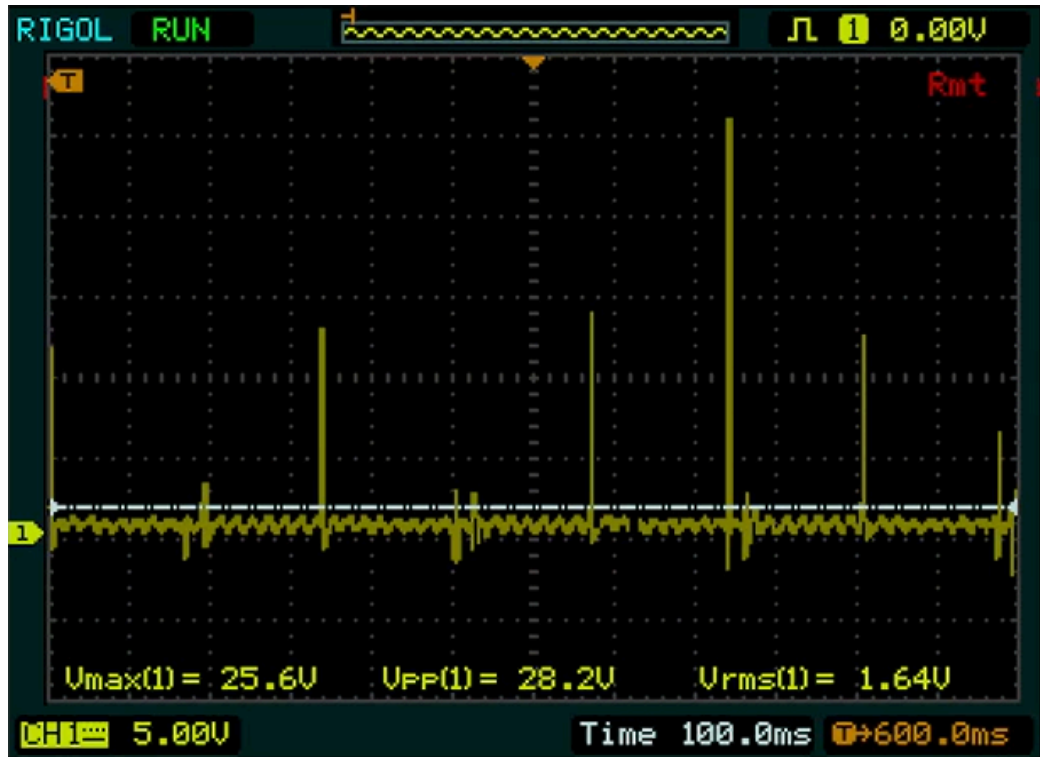 RIGOL RUN 1 0.00V
T Rmt
1
Vmax(1)= 25.6V Vpp(1)= 28.2V Vrms(1)= 1.64V
CH1 5.00V Time 100.0ms T→600.0ms